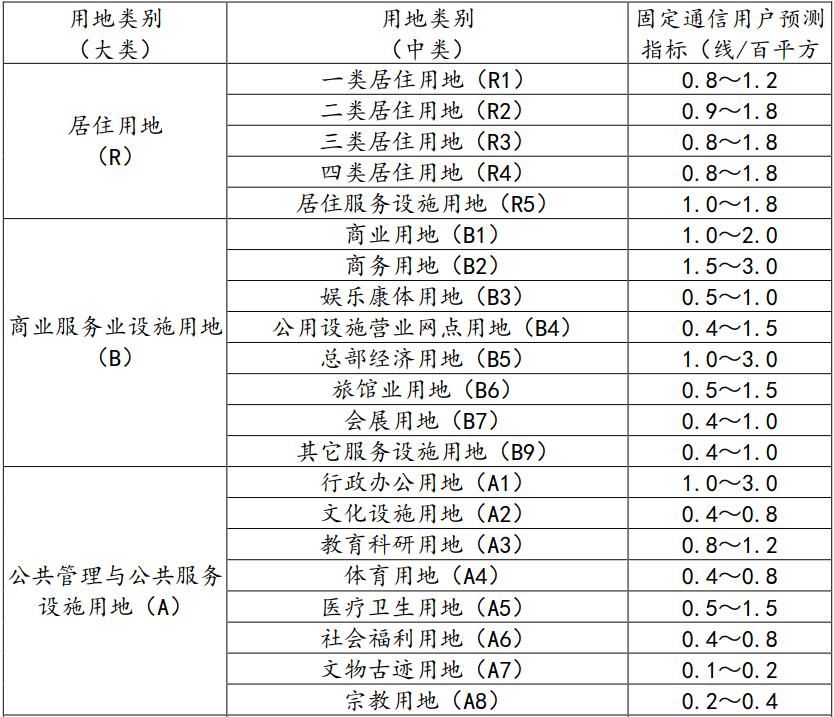 用地类别
（大类）
用地类别
（中类）
固定通信用户预测
指标（线/百平方
居住用地
（R）
一类居住用地（R1） 0.8～1.2
二类居住用地（R2） 0.9～1.8
三类居住用地（R3） 0.8～1.8
四类居住用地（R4） 0.8～1.8
居住服务设施用地（R5） 1.0～1.8
商业服务业设施用地
（B）
商业用地（B1） 1.0～2.0
商务用地（B2） 1.5～3.0
娱乐康体用地（B3） 0.5～1.0
公用设施营业网点用地（B4） 0.4～1.5
总部经济用地（B5） 1.0～3.0
旅馆业用地（B6） 0.5～1.5
会展用地（B7） 0.4～1.0
其它服务设施用地（B9） 0.4～1.0
公共管理与公共服务
设施用地（A）
行政办公用地（A1） 1.0～3.0
文化设施用地（A2） 0.4～0.8
教育科研用地（A3） 0.8～1.2
体育用地（A4） 0.4～0.8
医疗卫生用地（A5） 0.5～1.5
社会福利用地（A6） 0.4～0.8
文物古迹用地（A7） 0.1～0.2
宗教用地（A8） 0.2～0.4